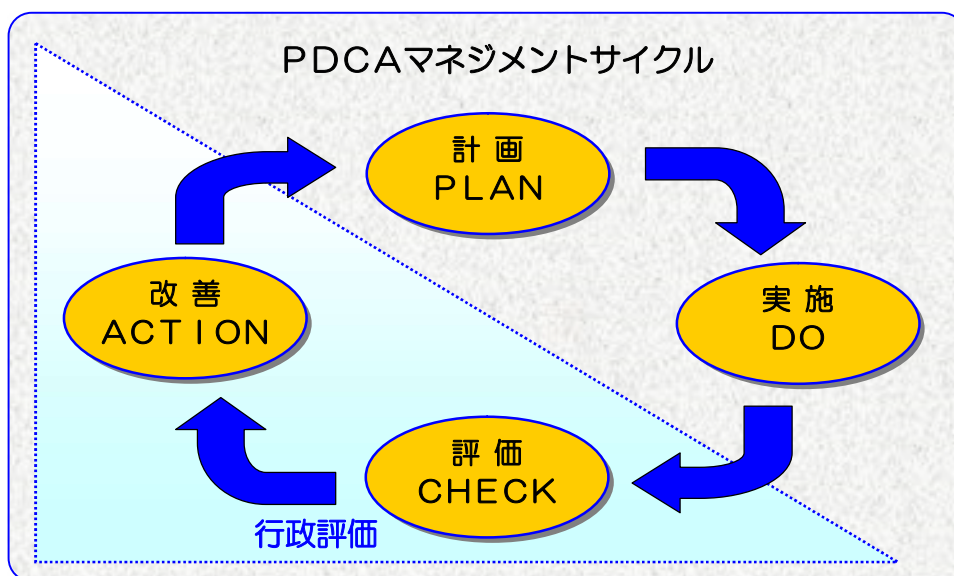 PDCAマネジメントサイクル
計画
PLAN
実施
DO
評価
CHECK
改善
ACTION
行政評価